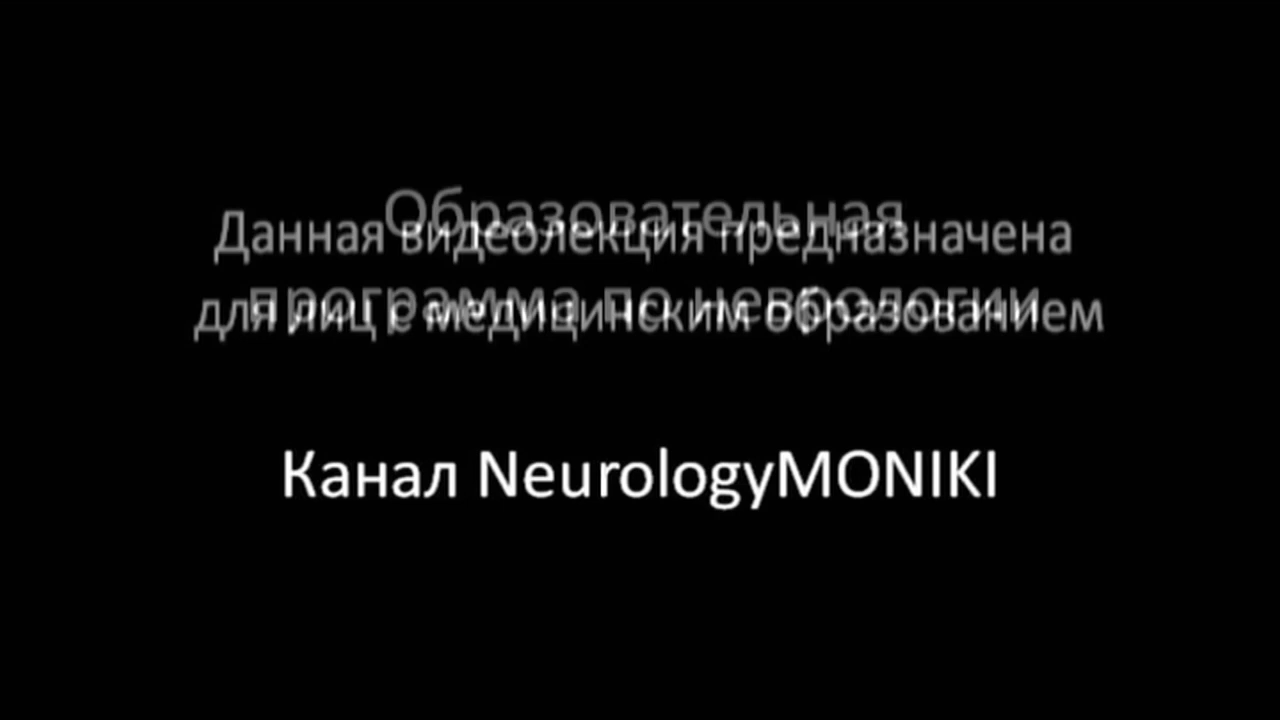 Образовательная
программа по неврологии
Данная видеолекция предназначена
для лиц с медицинским образованием
Канал NeurologyMONIKI